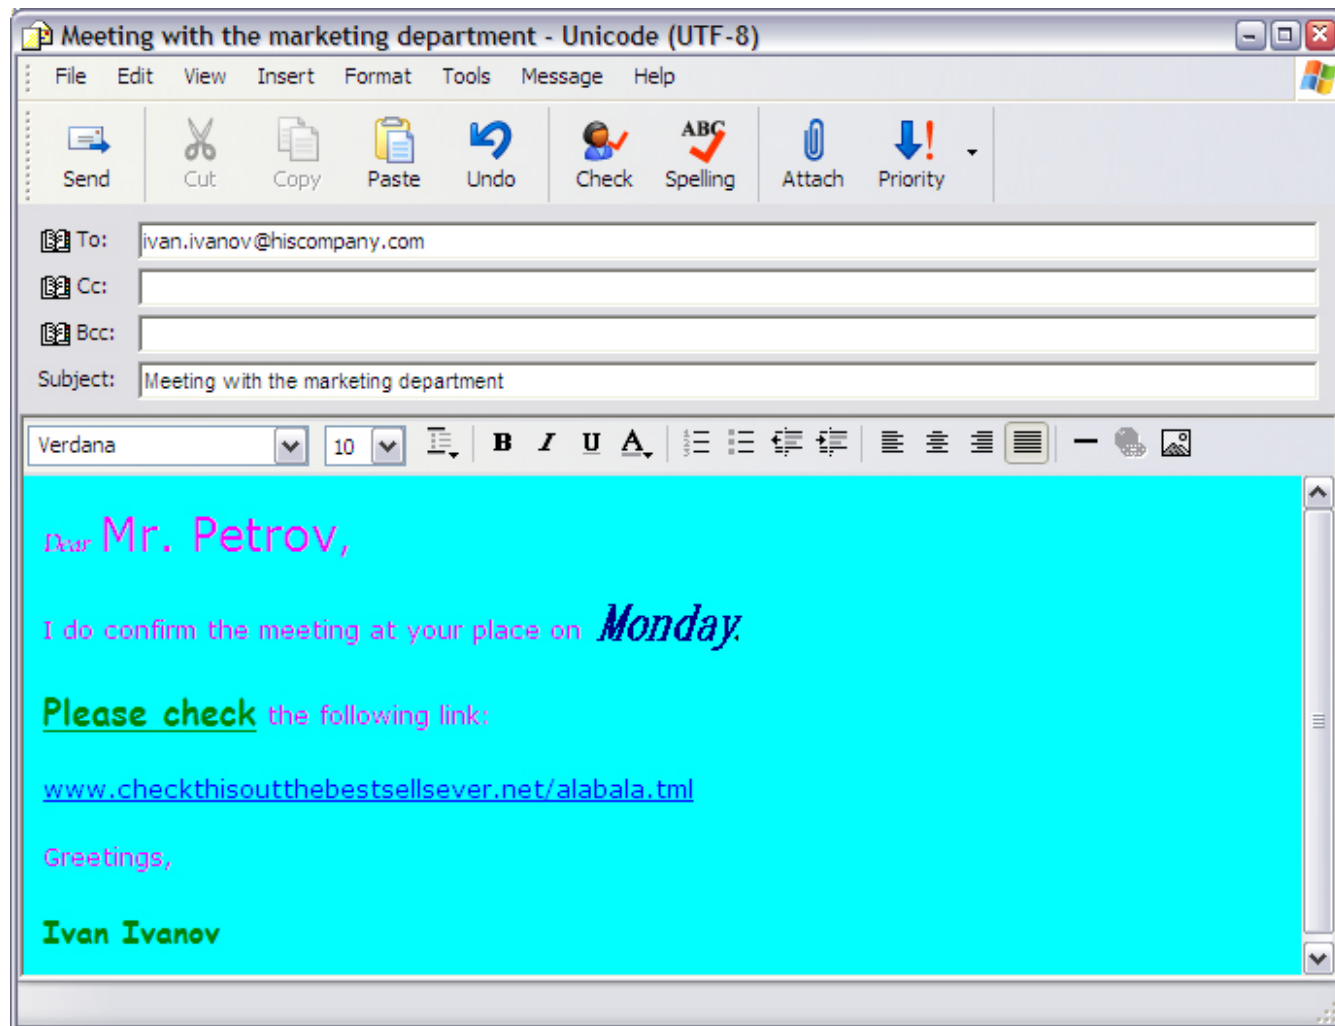 Meeting with the marketing department - Unicode (UTF-8)
File Edit View Insert Format Tools Message Help
ABC
Send Cut Copy Paste Undo Check Spelling Attach Priority
To: ivan.ivanov@hiscompany.com
Cc:
Bcc:
Subject: Meeting with the marketing department
Verdana 10 B I U A
Dear Mr. Petrov,
I do confirm the meeting at your place on Monday.
Please check the following link:
www.checkthisoutthebestsellsever.net/alabala.tml
Greetings,
Ivan Ivanov